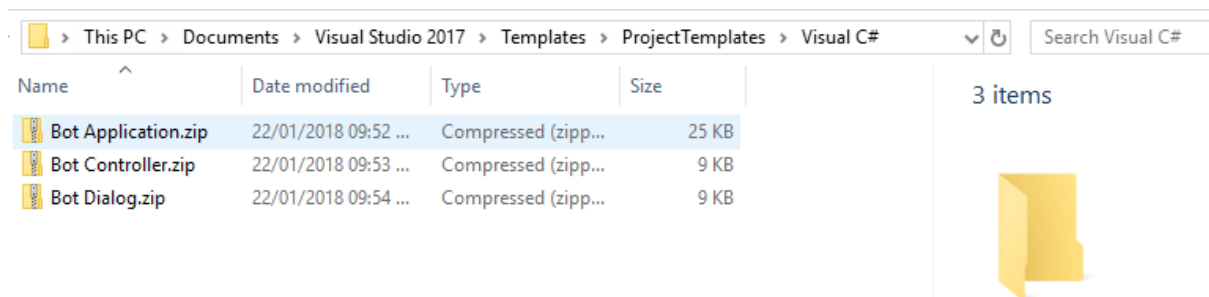 This PC > Documents > Visual Studio 2017 > Templates > ProjectTemplates > Visual C# Search Visual C#
Name Date modified Type Size
3 items
Bot Application.zip 22/01/2018 09:52 ... Compressed (zipp... 25 KB
Bot Controller.zip 22/01/2018 09:53 ... Compressed (zipp... 9 KB
Bot Dialog.zip 22/01/2018 09:54 ... Compressed (zipp... 9 KB